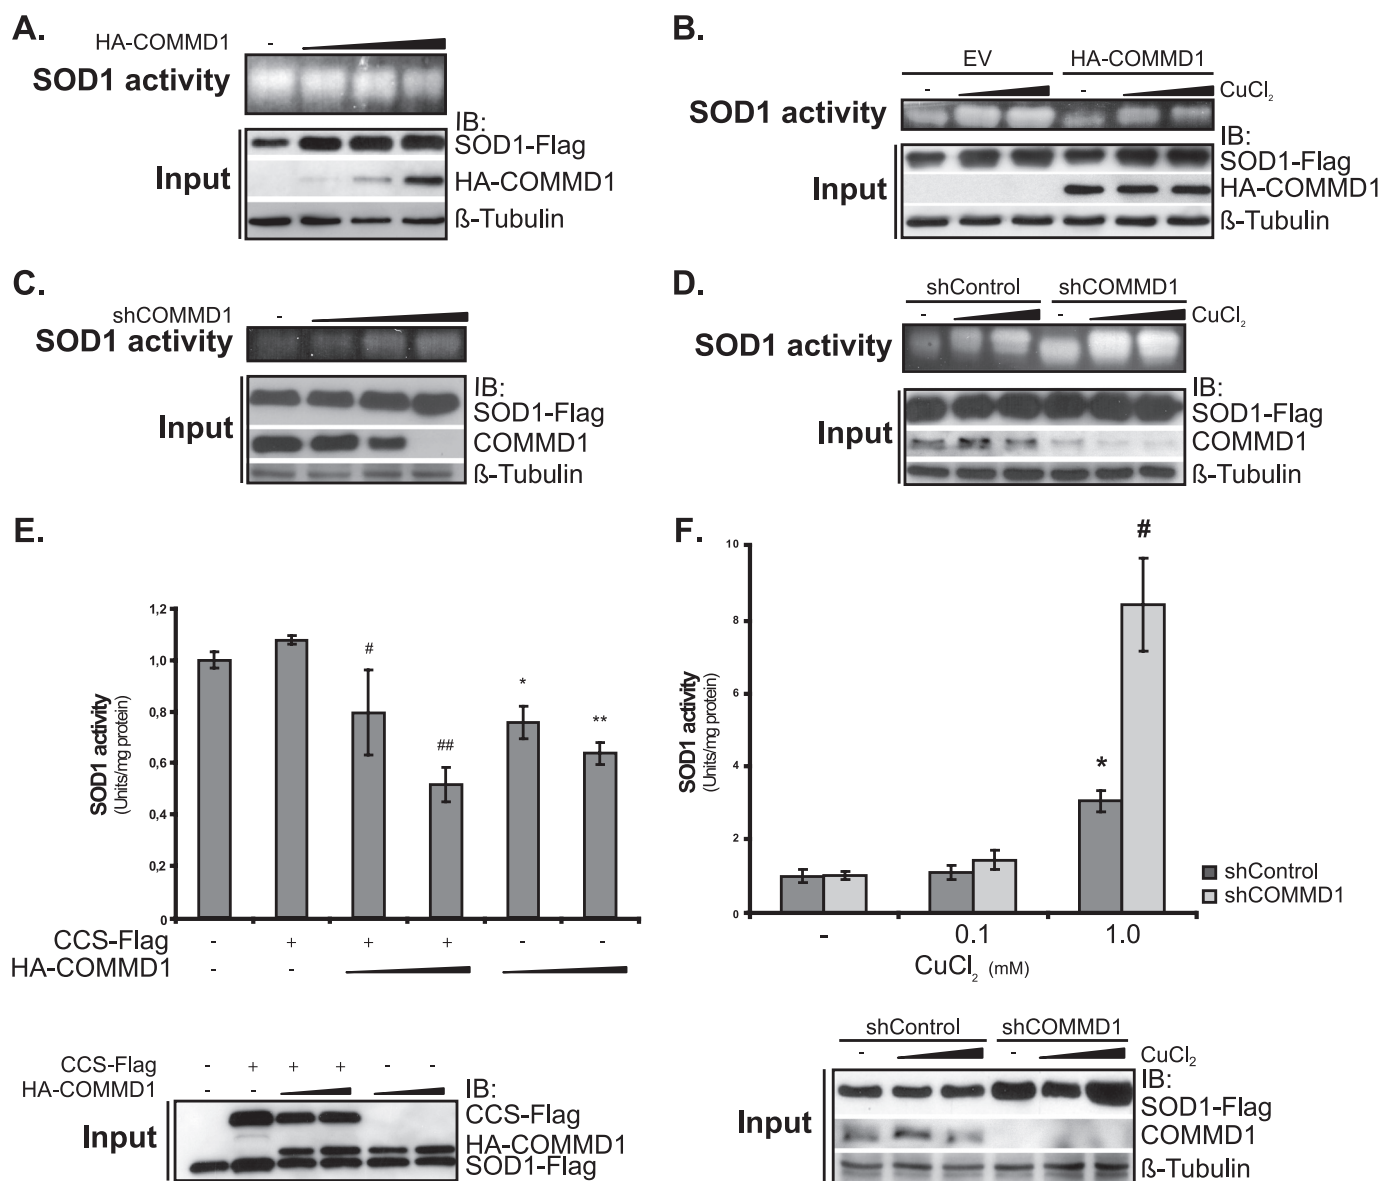 A.
HA-COMMD1 -
SOD1 activity
IB:
SOD1-Flag
Input
HA-COMMD1
ß-Tubulin
B.
EV HA-COMMD1
- - CuCl2
SOD1 activity
IB:
SOD1-Flag
Input
HA-COMMD1
ß-Tubulin
C.
shCOMMD1 -
SOD1 activity
IB:
SOD1-Flag
Input
COMMD1
ß-Tubulin
D.
shControl shCOMMD1
- - CuCl2
SOD1 activity
IB:
SOD1-Flag
Input
COMMD1
ß-Tubulin
E.
SOD1 activity
(Units/mg protein)
1,2
1,0
0,8
0,6
0,4
0,2
0
# ## * **
CCS-Flag - + + + - -
HA-COMMD1 - -
CCS-Flag - + + + - -
HA-COMMD1 - -
IB:
CCS-Flag
Input
HA-COMMD1
SOD1-Flag
F.
SOD1 activity
(Units/mg protein)
10
8
6
4
2
0
* #
shControl
shCOMMD1
- 0.1 1.0
CuCl2 (mM)
shControl shCOMMD1
- - CuCl2
IB:
SOD1-Flag
Input
COMMD1
ß-Tubulin